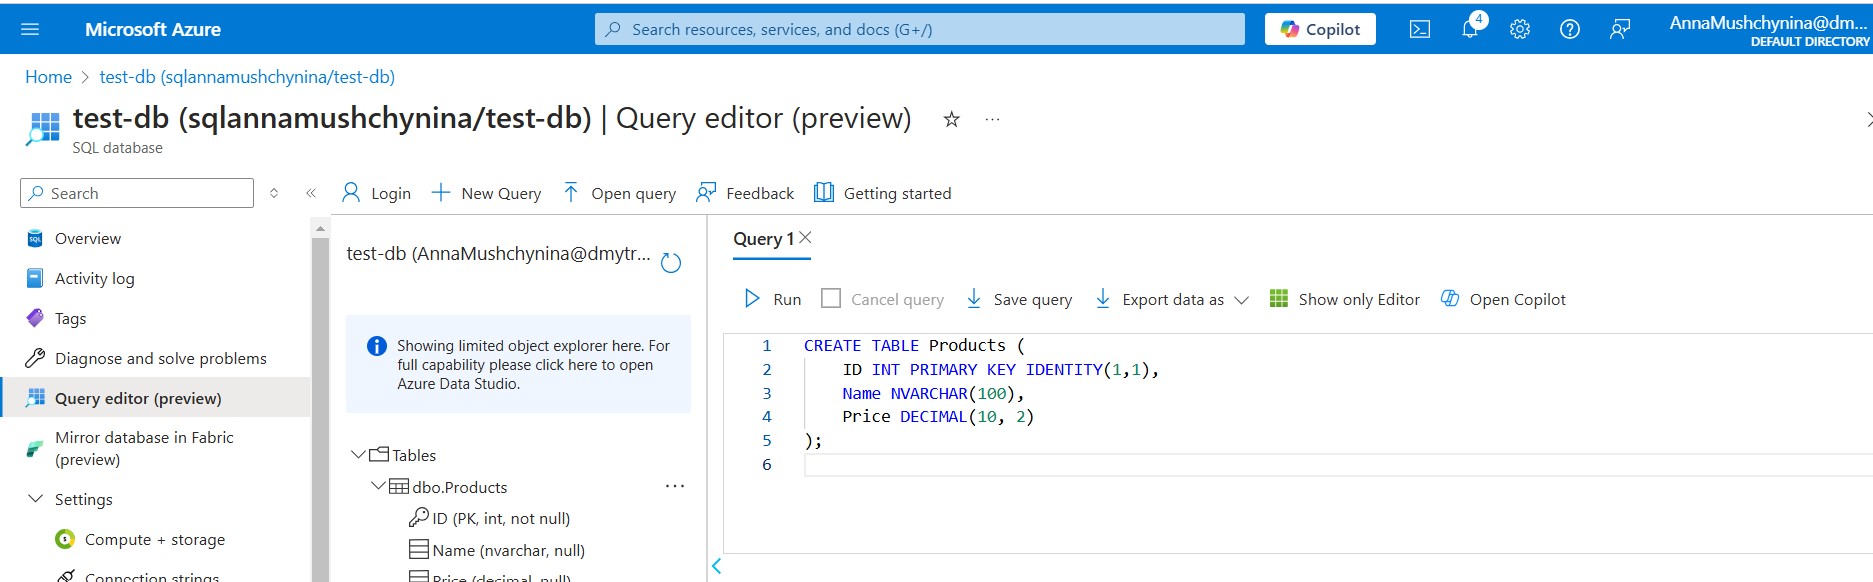 Microsoft Azure
Search resources, services, and docs (G+/)
Copilot
4
AnnaMushchynina@dm...
DEFAULT DIRECTORY
Home > test-db (sqlannamushchynina/test-db)
test-db (sqlannamushchynina/test-db) | Query editor (preview)
SQL database
Search
Login
New Query
Open query
Feedback
Getting started
Overview
Activity log
Tags
Diagnose and solve problems
Query editor (preview)
Mirror database in Fabric
(preview)
Settings
Compute + storage
Connection strings
test-db (AnnaMushchynina@dmytr...
Showing limited object explorer here. For
full capability please click here to open
Azure Data Studio.
Tables
dbo.Products
ID (PK, int, not null)
Name (nvarchar, null)
Price (decimal, null)
Query 1
Run
Cancel query
Save query
Export data as
Show only Editor
Open Copilot
1 CREATE TABLE Products (
2 ID INT PRIMARY KEY IDENTITY(1,1),
3 Name NVARCHAR(100),
4 Price DECIMAL(10, 2)
5 );
6